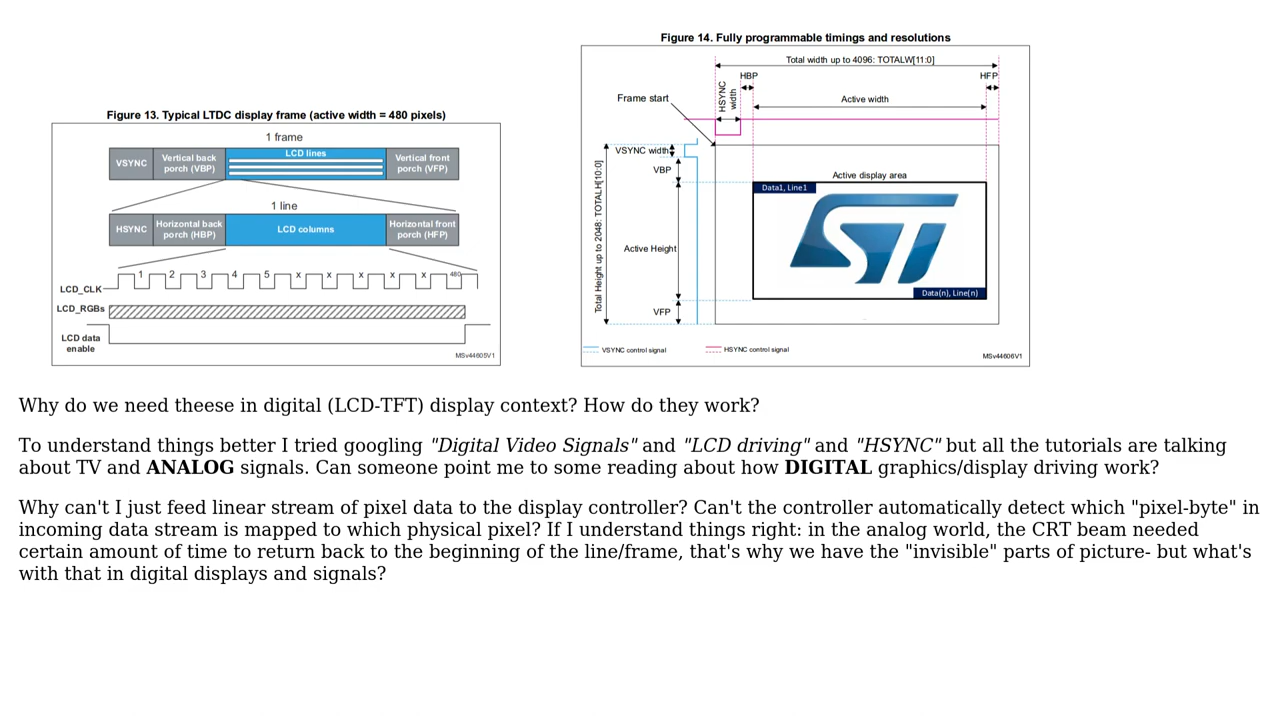 Figure 13. Typical LTDC display frame (active width = 480 pixels)
1 frame
VSYNC
Vertical back
porch (VBP)
LCD lines
Vertical front
porch (VFP)
1 line
HSYNC
Horizontal back
porch (HBP)
LCD columns
Horizontal front
porch (HFP)
LCD_CLK
1 2 3 4 5 x x x x x 480
LCD_RGBs
LCD data
enable
MSv44605V1
Figure 14. Fully programmable timings and resolutions
Total width up to 4096: TOTALW[11:0]
HBP
HFP
HSYNC
width
Active width
Frame start
VSYNC width
VBP
Total Height up to 2048: TOTALH[10:0]
Active display area
Data1, Line1
ST
Active Height
Data(n), Line(n)
VFP
VSYNC control signal
HSYNC control signal
MSv44606V1
Why do we need theese in digital (LCD-TFT) display context? How do they work?
To understand things better I tried googling "Digital Video Signals" and "LCD driving" and "HSYNC" but all the tutorials are talking
about TV and ANALOG signals. Can someone point me to some reading about how DIGITAL graphics/display driving work?
Why can't I just feed linear stream of pixel data to the display controller? Can't the controller automatically detect which "pixel-byte" in
incoming data stream is mapped to which physical pixel? If I understand things right: in the analog world, the CRT beam needed
certain amount of time to return back to the beginning of the line/frame, that's why we have the "invisible" parts of picture- but what's
with that in digital displays and signals?